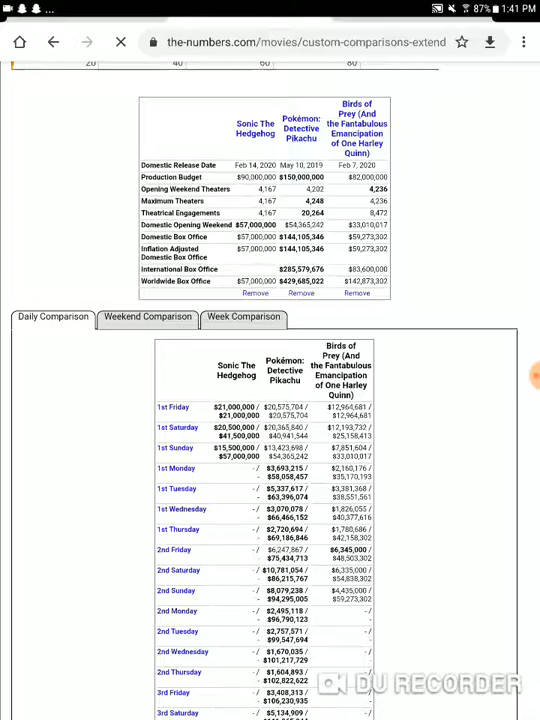 87% 1:41 PM
the-numbers.com/movies/custom-comparisons-extend
20 40 60 80
Sonic The Hedgehog Pokémon: Detective Pikachu Birds of Prey (And the Fantabulous Emancipation of One Harley Quinn)
Domestic Release Date Feb 14, 2020 May 10, 2019 Feb 7, 2020
Production Budget $90,000,000 $150,000,000 $82,000,000
Opening Weekend Theaters 4,167 4,202 4,236
Maximum Theaters 4,167 4,248 4,236
Theatrical Engagements 4,167 20,264 8,472
Domestic Opening Weekend $57,000,000 $54,365,242 $33,010,017
Domestic Box Office $57,000,000 $144,105,346 $59,273,302
Inflation Adjusted Domestic Box Office $57,000,000 $144,105,346 $59,273,302
International Box Office $285,579,676 $83,600,000
Worldwide Box Office $57,000,000 $429,685,022 $142,873,302
Remove Remove Remove
Daily Comparison Weekend Comparison Week Comparison
Sonic The Hedgehog Pokémon: Detective Pikachu Birds of Prey (And the Fantabulous Emancipation of One Harley Quinn)
1st Friday $21,000,000 / $20,575,704 / $12,964,681 /
$21,000,000 $20,575,704 $12,964,681
1st Saturday $20,500,000 / $20,365,840 / $12,193,732 /
$41,500,000 $40,941,544 $25,158,413
1st Sunday $15,500,000 / $13,423,698 / $7,851,604 /
$57,000,000 $54,365,242 $33,010,017
1st Monday - / $3,693,215 / $2,160,176 /
- $58,058,457 $35,170,193
1st Tuesday - / $5,337,617 / $3,381,368 /
- $63,396,074 $38,551,561
1st Wednesday - / $3,070,078 / $1,826,055 /
- $66,466,152 $40,377,616
1st Thursday - / $2,720,694 / $1,780,686 /
- $69,186,846 $42,158,302
2nd Friday - / $6,247,867 / $6,345,000 /
- $75,434,713 $48,503,302
2nd Saturday - / $10,781,054 / $6,335,000 /
- $86,215,767 $54,838,302
2nd Sunday - / $8,079,238 / $4,435,000 /
- $94,295,005 $59,273,302
2nd Monday - / $2,495,118 / - /
- $96,790,123 -
2nd Tuesday - / $2,757,571 / - /
- $99,547,694 -
2nd Wednesday - / $1,670,035 / - /
- $101,217,729 -
2nd Thursday - / $1,604,893 /
- $102,822,622
3rd Friday - / $3,408,313 /
- $106,230,935
3rd Saturday - / $5,134,909 / - /
DU RECORDER